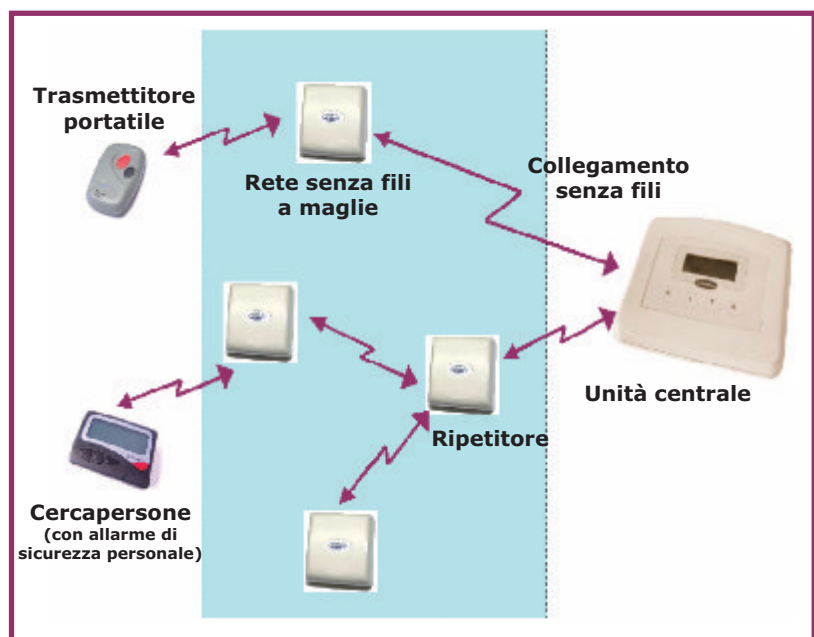 Trasmettitore
portatile
Rete senza fili
a maglie
Collegamento
senza fili
Unità centrale
Ripetitore
Cercapersone
(con allarme di
sicurezza personale)